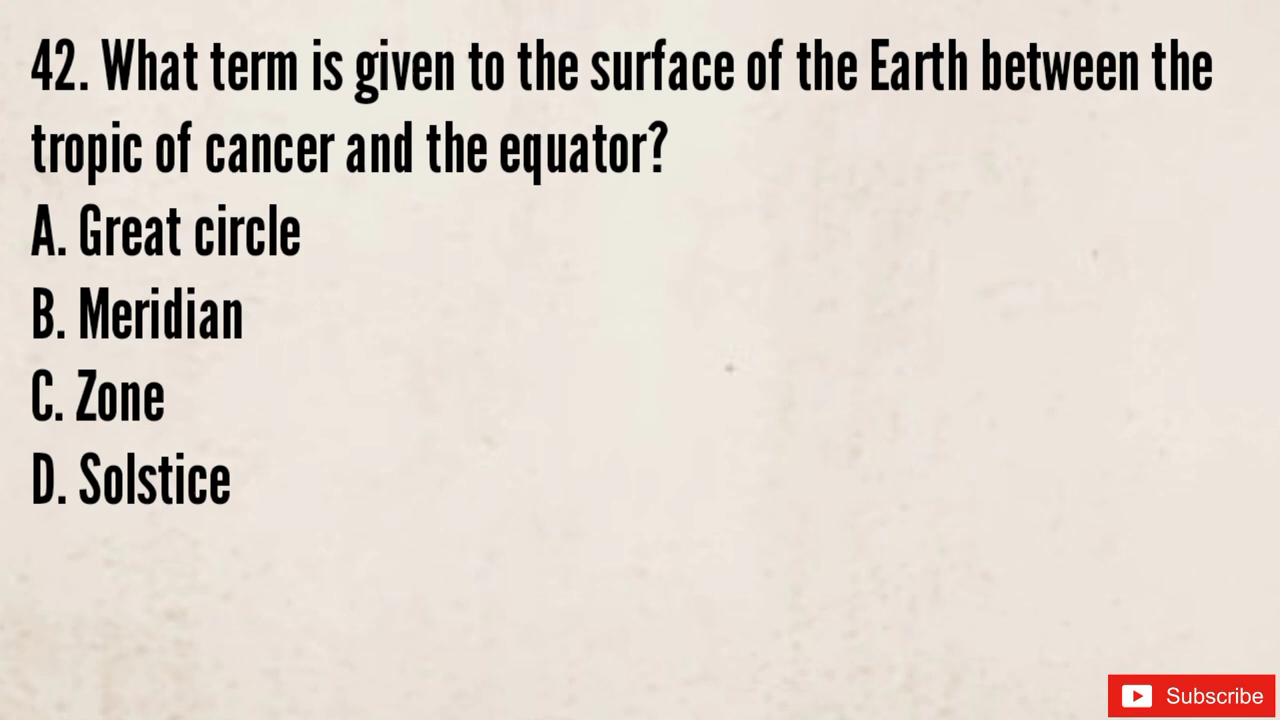 42. What term is given to the surface of the Earth between the
tropic of cancer and the equator?
A. Great circle
B. Meridian
C. Zone
D. Solstice
Subscribe